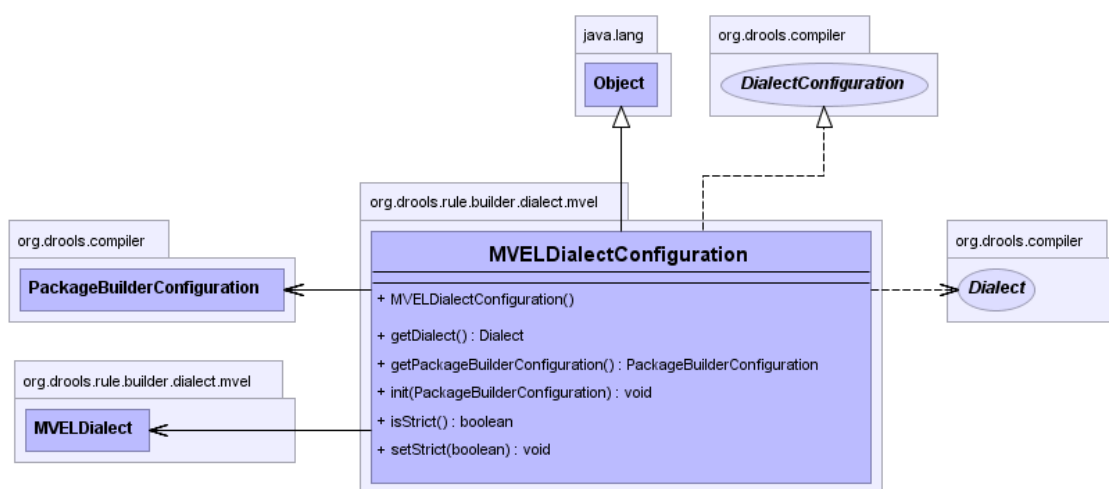 java.lang
Object
org.drools.compiler
DialectConfiguration
org.drools.rule.builder.dialect.mvel
MVELDialectConfiguration
+ MVELDialectConfiguration()
+ getDialect() : Dialect
+ getPackageBuilderConfiguration() : PackageBuilderConfiguration
+ init(PackageBuilderConfiguration) : void
+ isStrict() : boolean
+ setStrict(boolean) : void
org.drools.compiler
PackageBuilderConfiguration
org.drools.rule.builder.dialect.mvel
MVELDialect
org.drools.compiler
Dialect